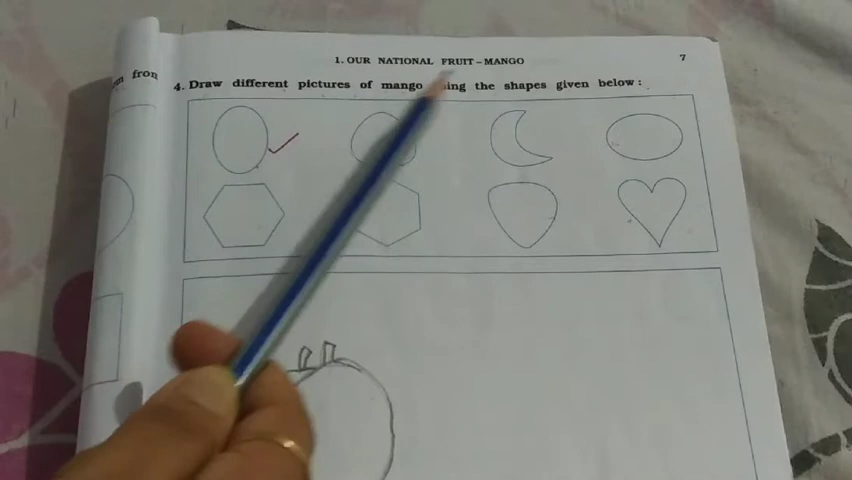 1. OUR NATIONAL FRUIT - MANGO
7
fron
4. Draw different pictures of mango the shapes given below :